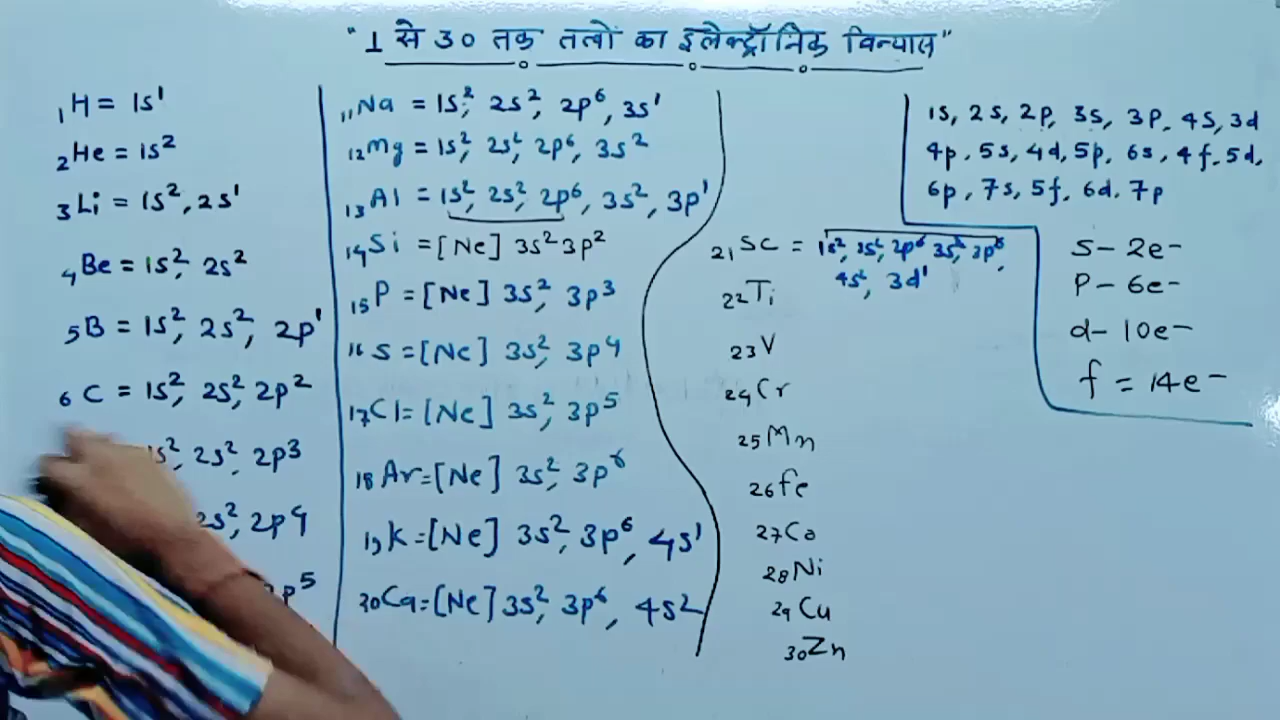 "1 से 30 तक तत्वों का इलेक्ट्रॉनिक विन्यास"
₁H = 1s¹
₂He = 1s²
₃Li = 1s², 2s¹
₄Be = 1s², 2s²
₅B = 1s², 2s², 2p¹
₆C = 1s², 2s², 2p²
1s², 2s², 2p³
2s², 2p⁴
p⁵
₁₁Na = 1s², 2s², 2p⁶, 3s¹
₁₂Mg = 1s², 2s², 2p⁶, 3s²
₁₃Al = 1s², 2s², 2p⁶, 3s², 3p¹
₁₄Si = [Ne] 3s² 3p²
₁₅P = [Ne] 3s², 3p³
₁₆S = [Ne] 3s², 3p⁴
₁₇Cl = [Ne] 3s², 3p⁵
₁₈Ar = [Ne] 3s², 3p⁶
₁₉K = [Ne] 3s², 3p⁶, 4s¹
₃₀Ca = [Ne] 3s², 3p⁶, 4s²
₂₁SC = 1s², 3s², 2p⁶ 3s², 3p⁶,
4s², 3d¹
₂₂Ti
₂₃V
₂₄Cr
₂₅Mn
₂₆Fe
₂₇Co
₂₈Ni
₂₉Cu
₃₀Zn
1s, 2s, 2p, 3s, 3p, 4s, 3d
4p, 5s, 4d, 5p, 6s, 4f, 5d,
6p, 7s, 5f, 6d, 7p
S - 2e-
P - 6e-
d - 10e-
f = 14e-